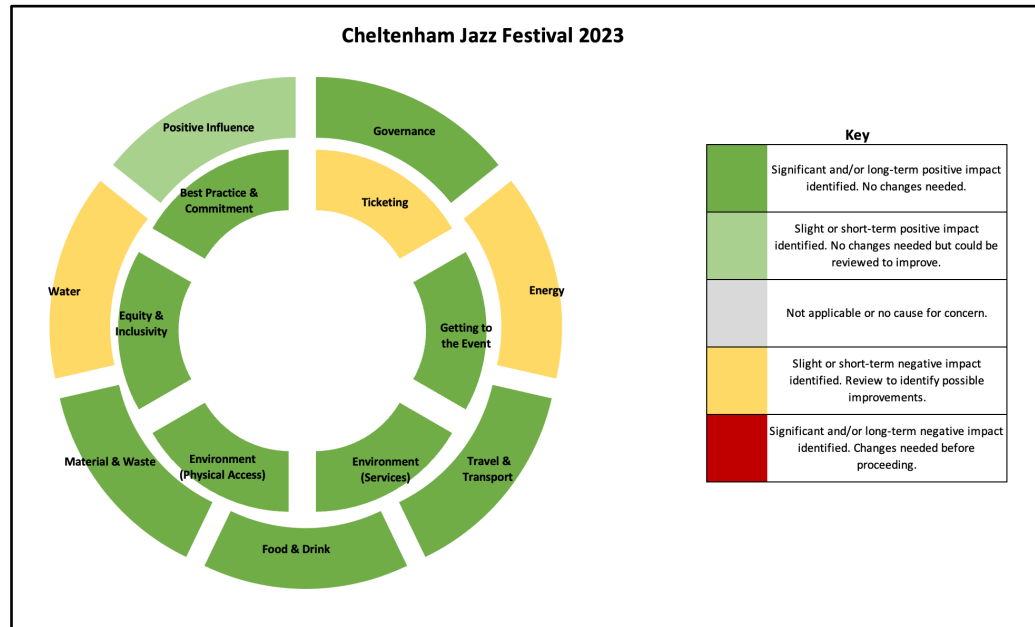 Cheltenham Jazz Festival 2023
Positive Influence
Governance
Best Practice &
Commitment
Ticketing
Water
Energy
Equity &
Inclusivity
Getting to
the Event
Material & Waste
Environment
(Physical Access)
Environment
(Services)
Travel &
Transport
Food & Drink
Key
Significant and/or long-term positive impact
identified. No changes needed.
Slight or short-term positive impact
identified. No changes needed but could be
reviewed to improve.
Not applicable or no cause for concern.
Slight or short-term negative impact
identified. Review to identify possible
improvements.
Significant and/or long-term negative impact
identified. Changes needed before
proceeding.